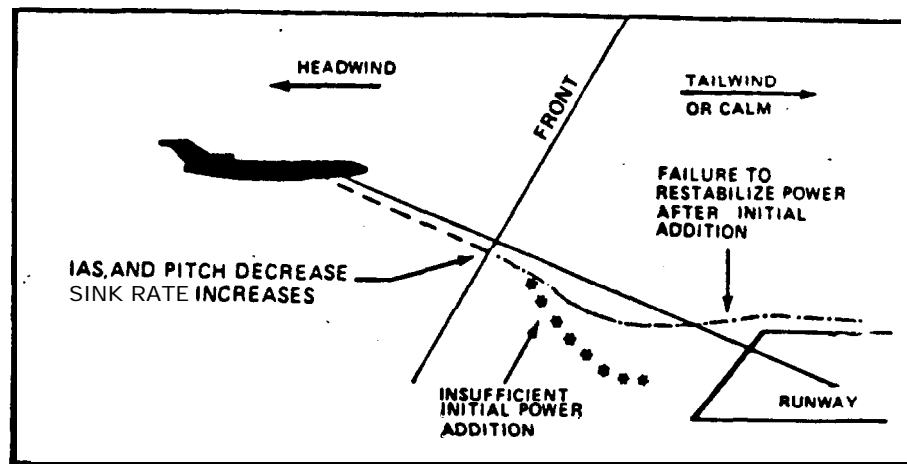 HEADWIND
FRONT
TAILWIND
OR CALM
FAILURE TO
RESTABILIZE POWER
AFTER INITIAL
ADDITION
IAS, AND PITCH DECREASE
SINK RATE INCREASES
INSUFFICIENT
INITIAL POWER
ADDITION
RUNWAY